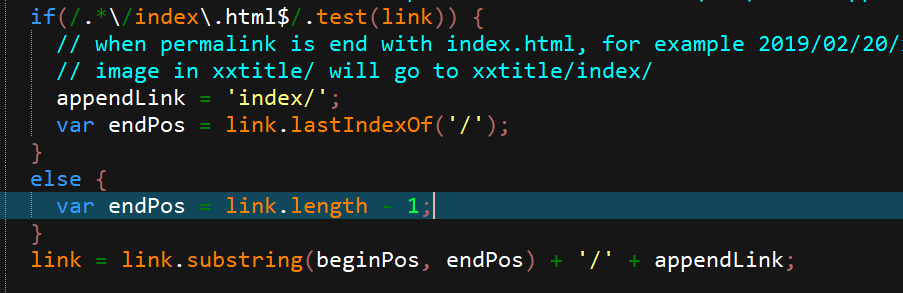 if(/.*\/index\.html$/.test(link)) {
// when permalink is end with index.html, for example 2019/02/20/
// image in xxtitle/ will go to xxtitle/index/
appendLink = 'index/';
var endPos = link.lastIndexOf('/');
}
else {
var endPos = link.length - 1;
}
link = link.substring(beginPos, endPos) + '/' + appendLink;